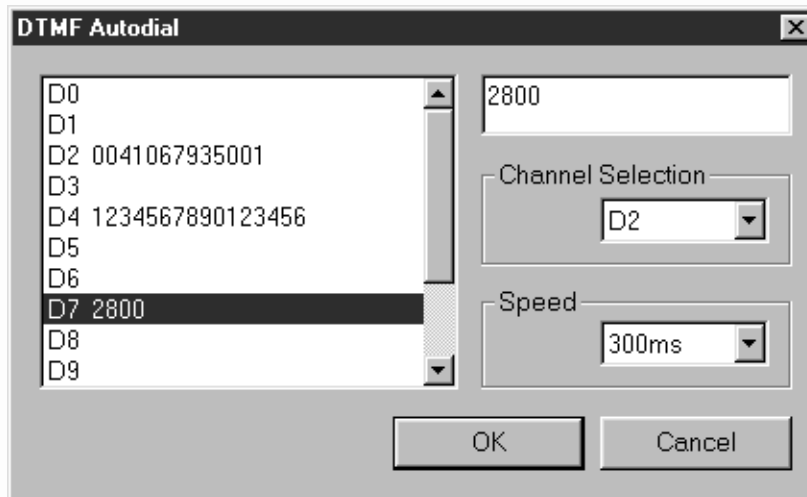 DTMF Autodial
D0
D1
D2 0041067935001
D3
D4 1234567890123456
D5
D6
D7 2800
D8
D9
2800
Channel Selection
D2
Speed
300ms
OK
Cancel